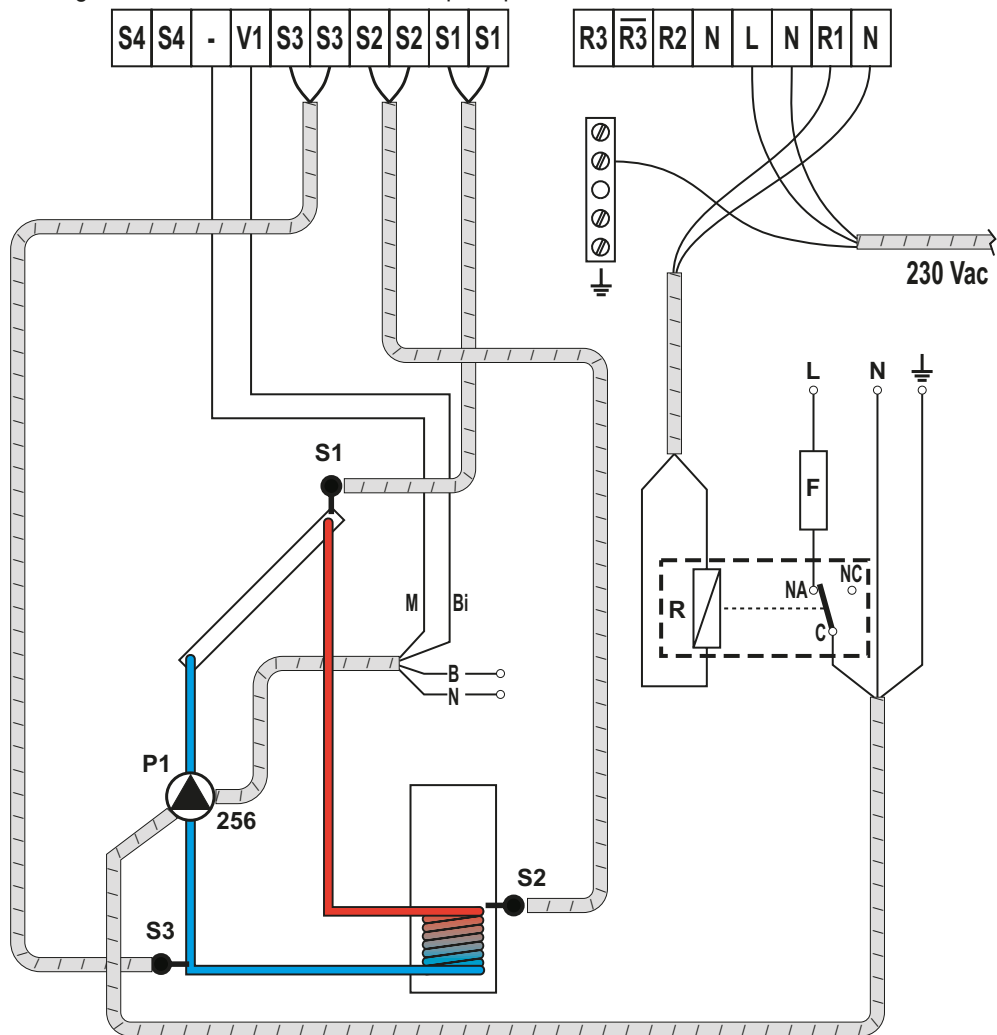 S4 S4 - V1 S3 S3 S2 S2 S1 S1
R3 R3̅ R2 N L N R1 N
230 Vac
L N
S1
F
NA NC
R
C
M Bi
B
N
P1
256
S2
S3